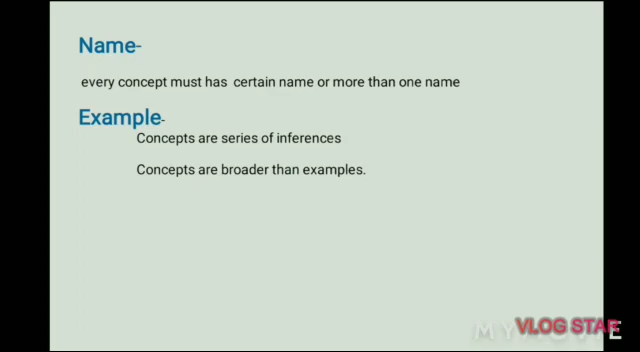 Name-
every concept must has certain name or more than one name
Example-
Concepts are series of inferences
Concepts are broader than examples.
VLOG STAR